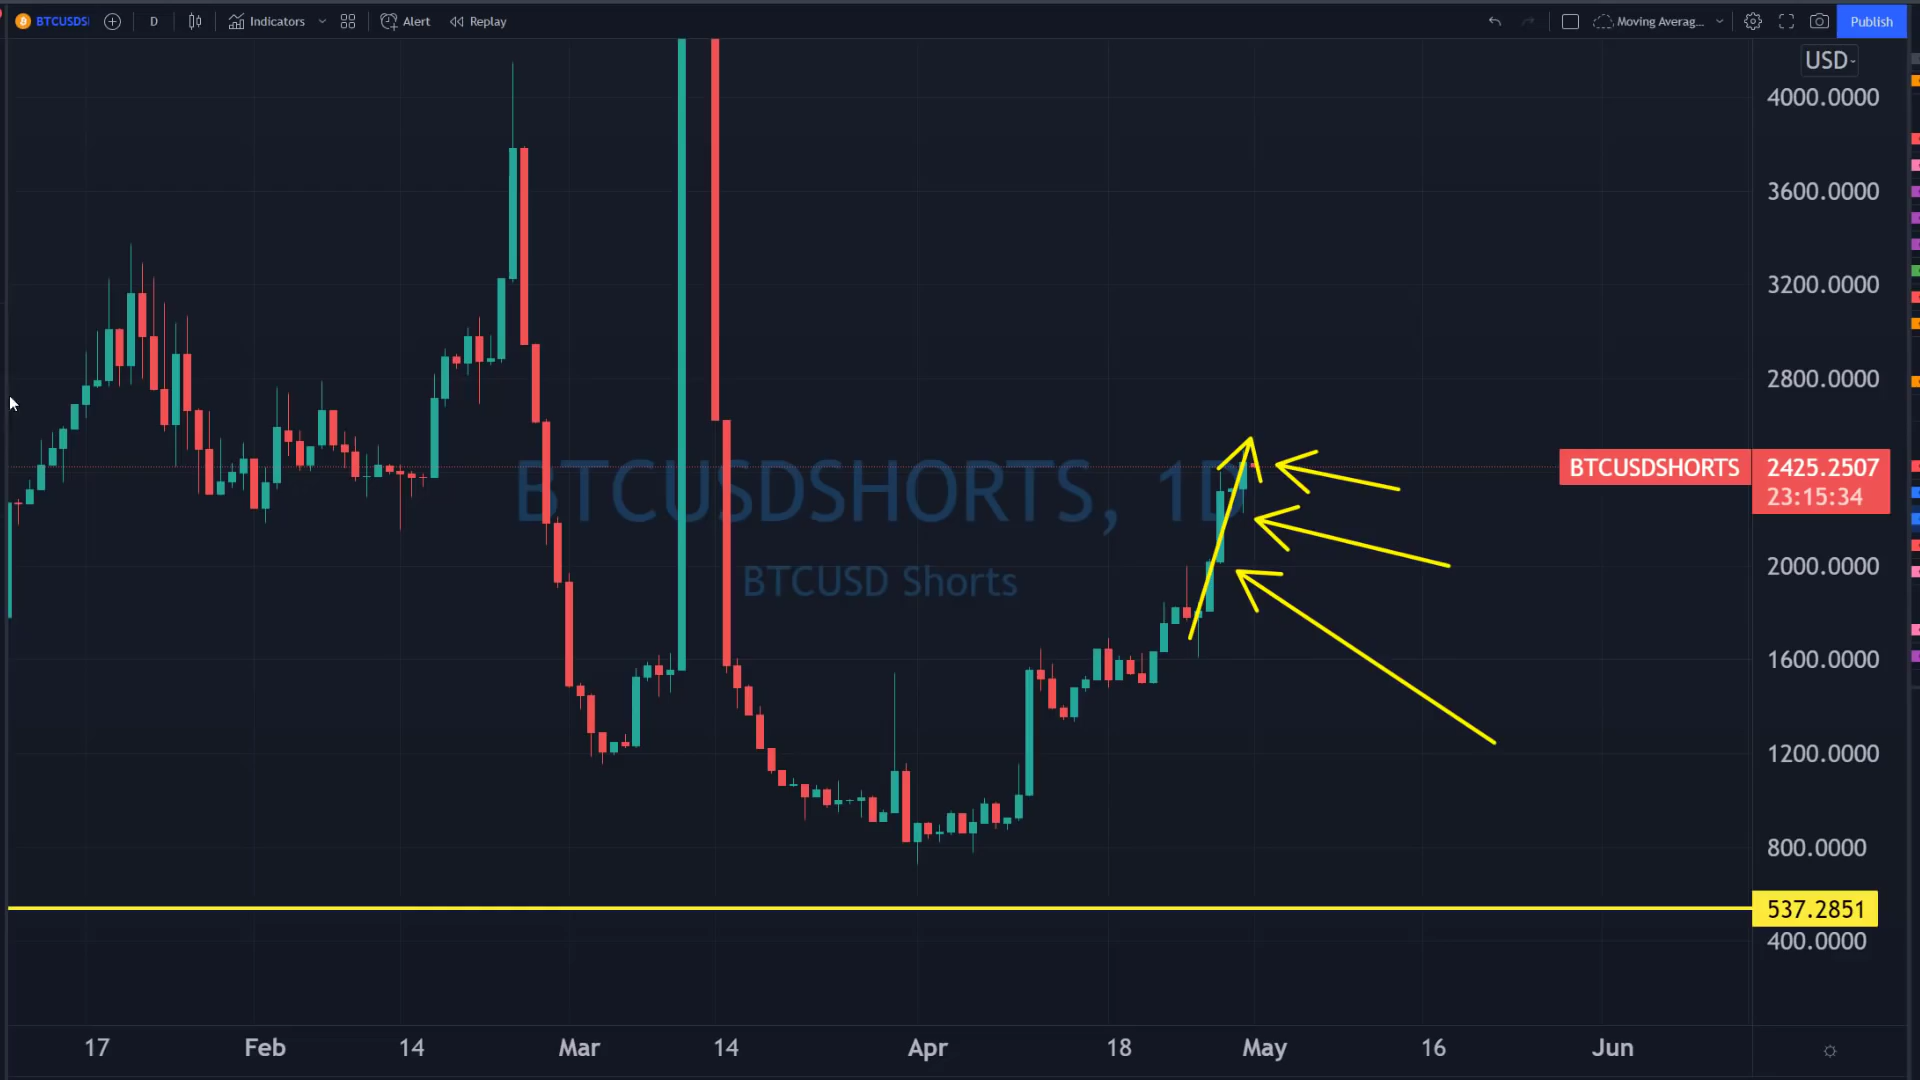 BTCUSDS D Indicators Alert Replay Moving Averag... Publish
USD
4000.0000
3600.0000
3200.0000
2800.0000
BTCUSDSHORTS 2425.2507
23:15:34
BTCUSDSHORTS, 1D
BTCUSD Shorts
2000.0000
1600.0000
1200.0000
800.0000
537.2851
400.0000
17 Feb 14 Mar 14 Apr 18 May 16 Jun